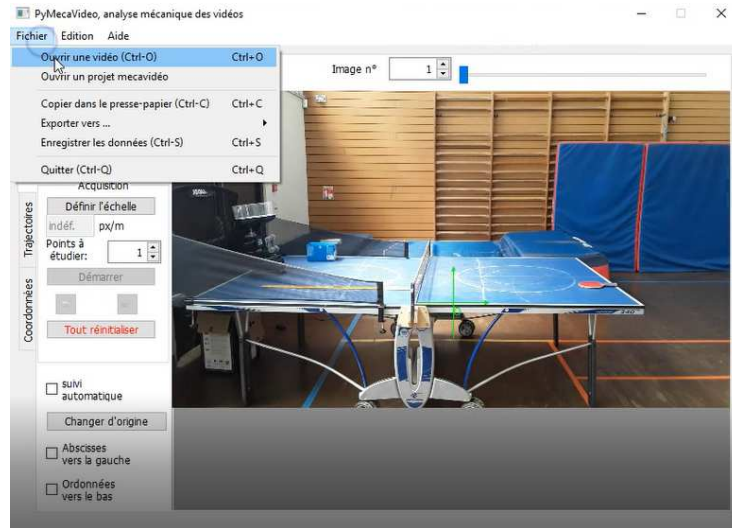 PyMecaVideo, analyse mécanique des vidéos
Fichier Edition Aide
Ouvrir une vidéo (Ctrl-O) Ctrl+O
Ouvrir un projet mecavidéo
Copier dans le presse-papier (Ctrl-C) Ctrl+C
Exporter vers ...
Enregistrer les données (Ctrl-S) Ctrl+S
Quitter (Ctrl-Q) Ctrl+Q
Image n° 1
Acquisition
Définir l'échelle
indéf. px/m
Points à
étudier: 1
Démarrer
Tout réinitialiser
Trajectoires
Coordonnées
suivi
automatique
Changer d'origine
Abscisses
vers la gauche
Ordonnées
vers le bas